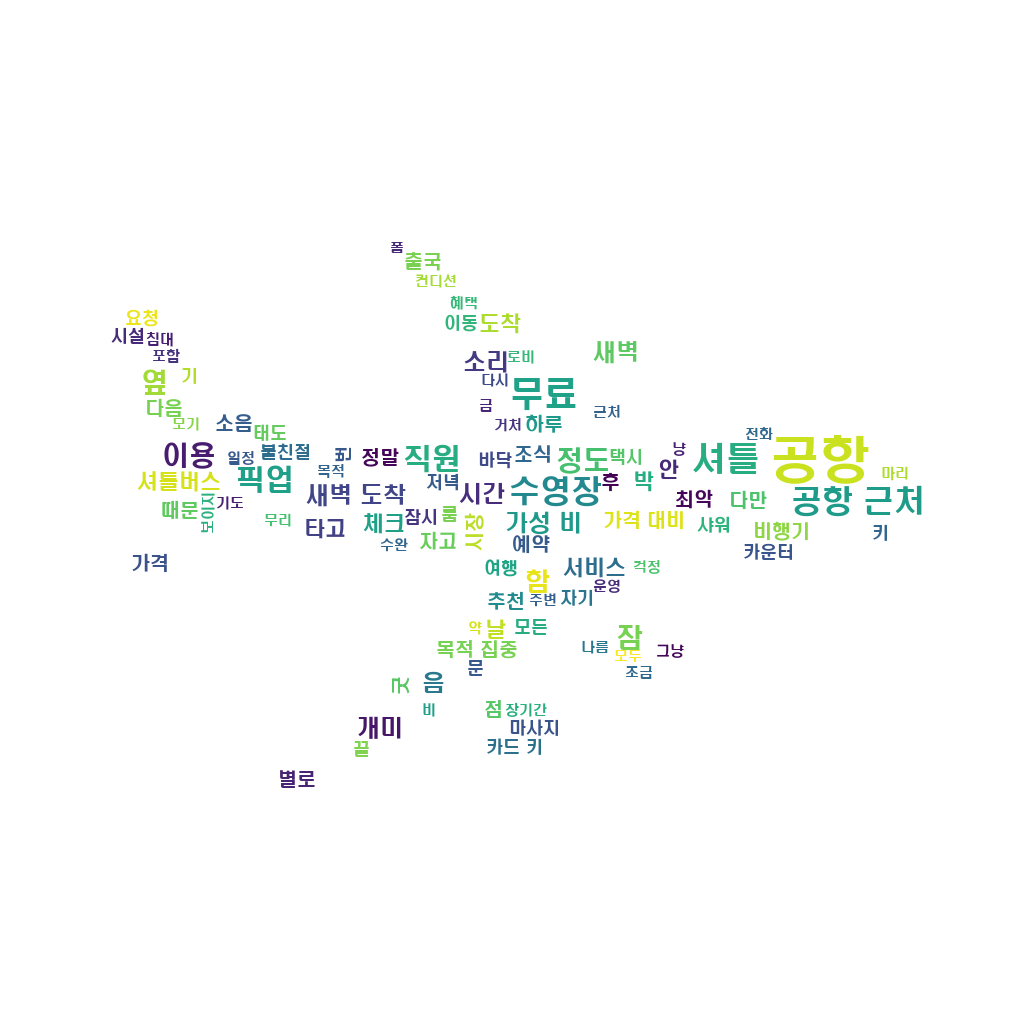 폼
출국
컨디션
혜택
요청
이동 도착
시설 침대
새벽
포함
소리 로비
옆 기
다시
무료
다음
금
근처
모기
소음
거처 하루
태도
전화
이용
일정
불친절
정말
직원
바닥
조식
정도
택시
냥
안
셔틀
공항
마리
셔틀버스
픽업
목적
저녁
시간
수영장
후
박
새벽 도착
최악
다만
공항 근처
때문
기도
무리
타고
체크
잠시
룸
시장
가성 비
가격 대비
샤워
비행기
키
가격
수완
자고
예약
카운터
여행
함
서비스
걱정
운영
추천
주변
자기
약
날
모든
잠
목적 집중
나름
모두
그냥
문
조금
곳
음
비
점
장기간
개미
마사지
끝
카드 키
별로